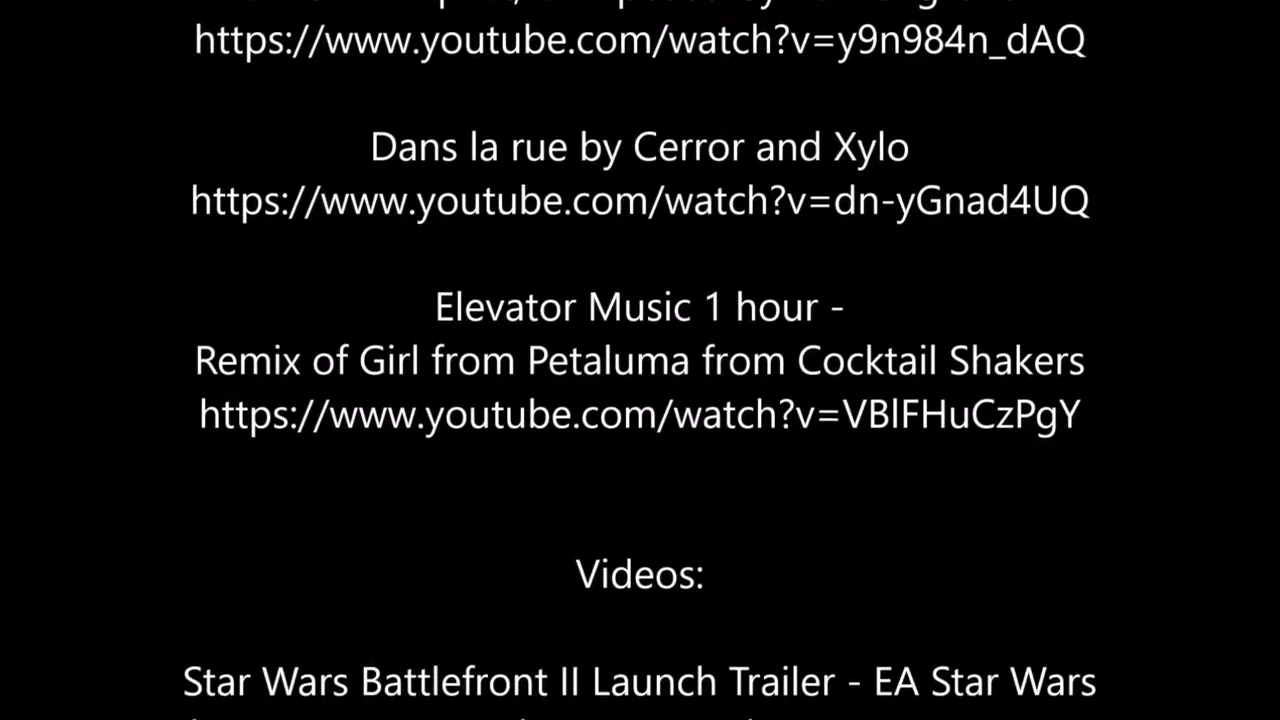 https://www.youtube.com/watch?v=y9n984n_dAQ
Dans la rue by Cerror and Xylo
https://www.youtube.com/watch?v=dn-yGnad4UQ
Elevator Music 1 hour -
Remix of Girl from Petaluma from Cocktail Shakers
https://www.youtube.com/watch?v=VBlFHuCzPgY
Videos:
Star Wars Battlefront II Launch Trailer - EA Star Wars